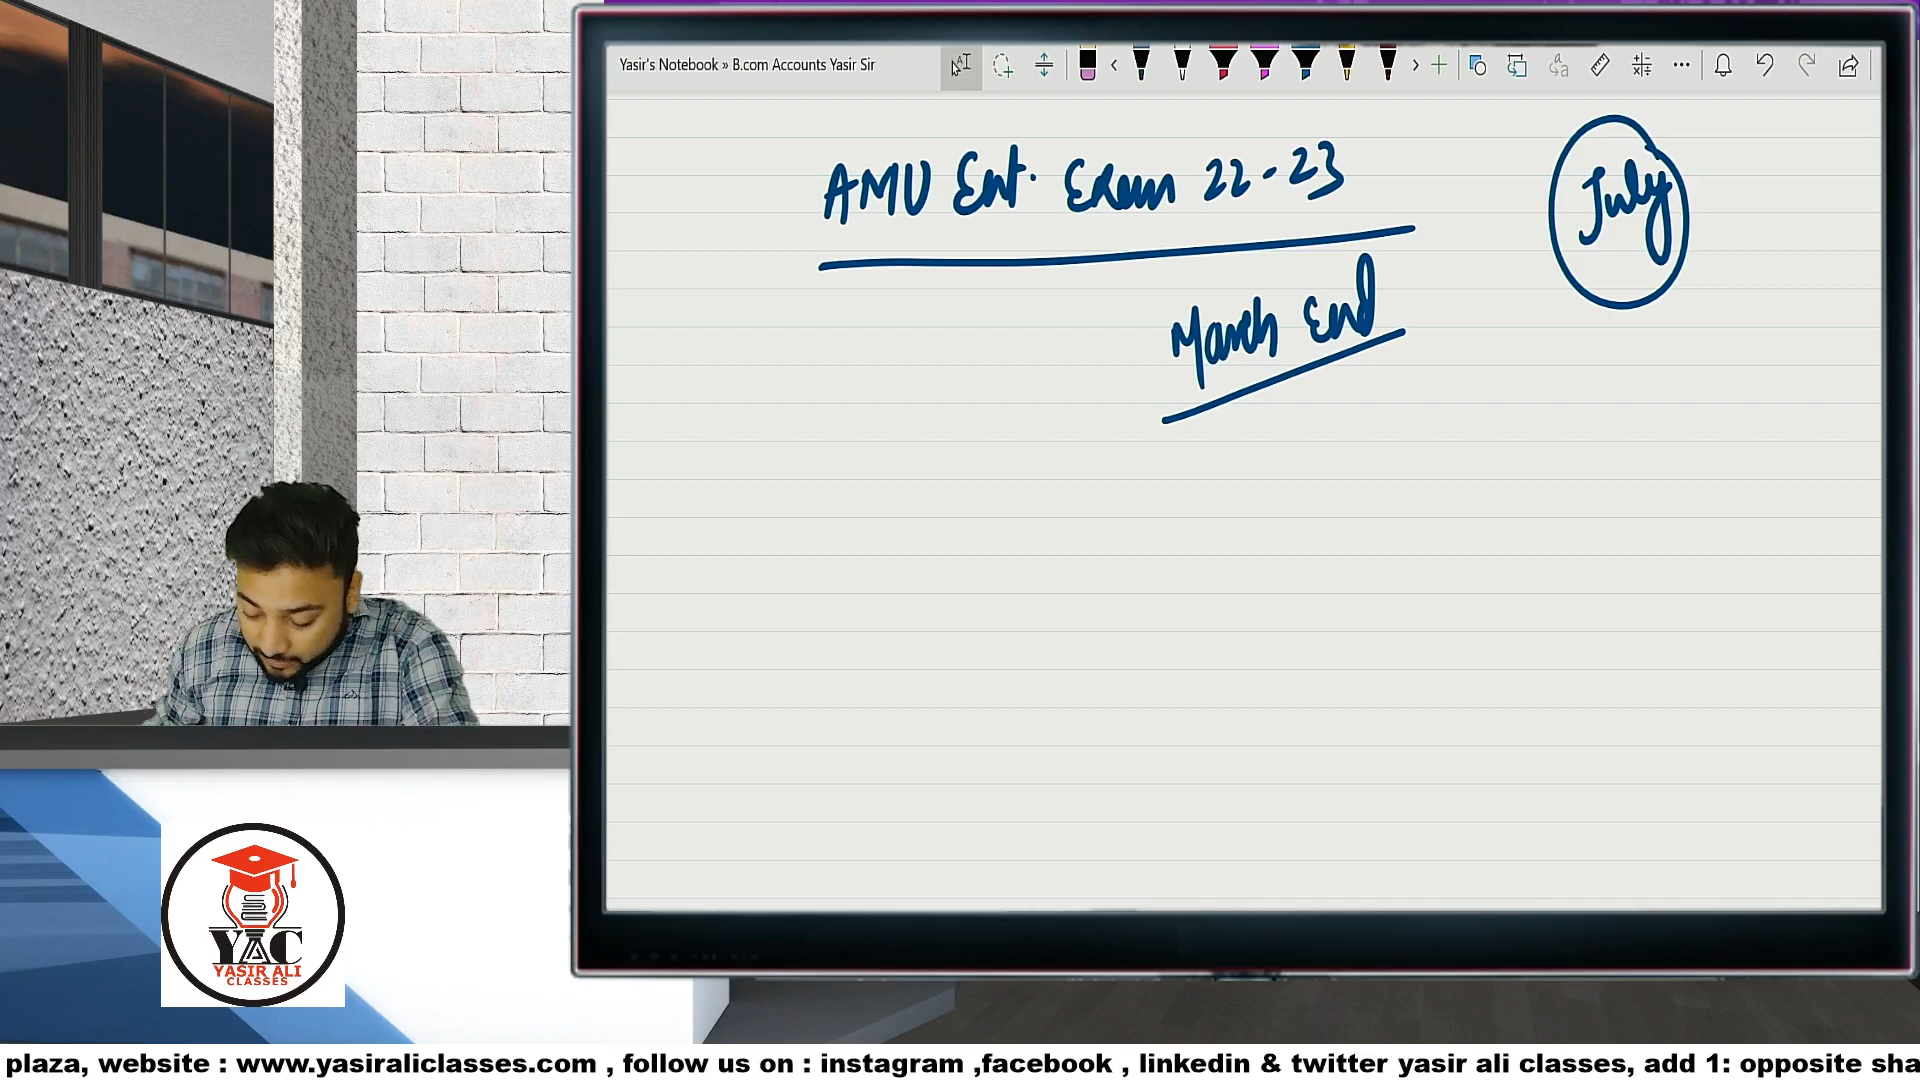 Yasir's Notebook » B.com Accounts Yasir Sir
AMU Ent. Exam 22-23
July
March End
YAC
YASIR ALI
CLASSES
plaza, website : www.yasiraliclasses.com , follow us on : instagram ,facebook , linkedin & twitter yasir ali classes, add 1: opposite sha